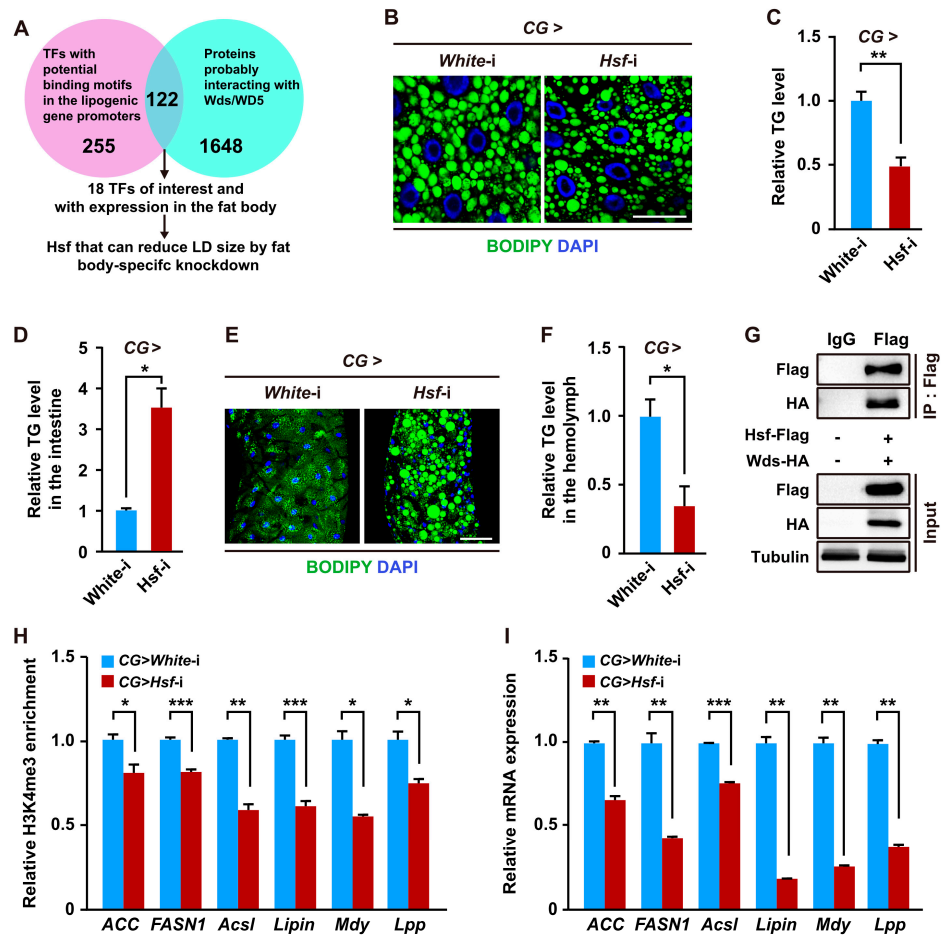 A
TFs with
potential
binding motifs
in the lipogenic
gene promoters
255
122
Proteins
probably
interacting with
Wds/WD5
1648
18 TFs of interest and
with expression in the fat body
Hsf that can reduce LD size by fat
body-specifc knockdown
B
CG >
White-i
Hsf-i
BODIPY DAPI
C
CG >
**
Relative TG level
1.5
1.0
0.5
0
White-i
Hsf-i
D
CG >
*
Relative TG level
in the intestine
5
4
3
2
1
0
White-i
Hsf-i
E
CG >
White-i
Hsf-i
BODIPY DAPI
F
CG>
*
Relative TG level
in the hemolymph
1.5
1.0
0.5
0
White-i
Hsf-i
G
IgG Flag
Flag
HA
IP : Flag
Hsf-Flag - +
Wds-HA - +
Flag
HA
Tubulin
Input
H
CG>White-i
CG>Hsf-i
Relative H3K4me3 enrichment
1.5
1.0
0.5
0
* *** ** *** * *
ACC FASN1 Acsl Lipin Mdy Lpp
I
CG>White-i
CG>Hsf-i
Relative mRNA expression
1.5
1.0
0.5
0
** ** *** ** ** **
ACC FASN1 Acsl Lipin Mdy Lpp